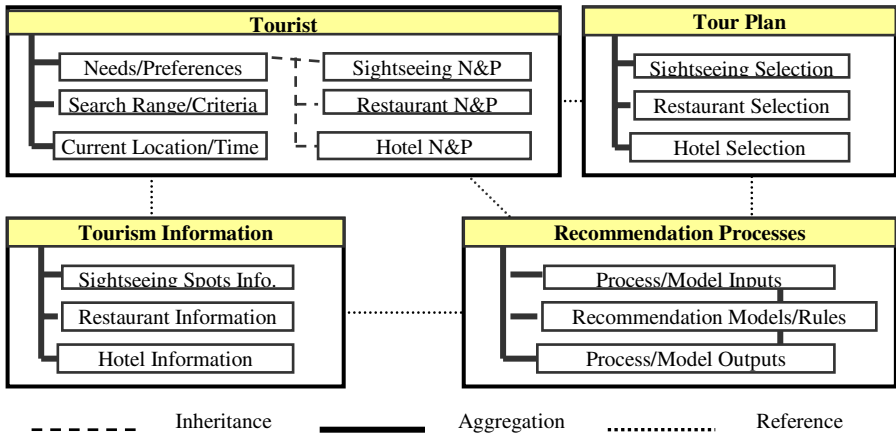 Tourist
Needs/Preferences
Search Range/Criteria
Current Location/Time
Sightseeing N&P
Restaurant N&P
Hotel N&P
Tour Plan
Sightseeing Selection
Restaurant Selection
Hotel Selection
Tourism Information
Sightseeing Spots Info.
Restaurant Information
Hotel Information
Recommendation Processes
Process/Model Inputs
Recommendation Models/Rules
Process/Model Outputs
Inheritance
Aggregation
Reference